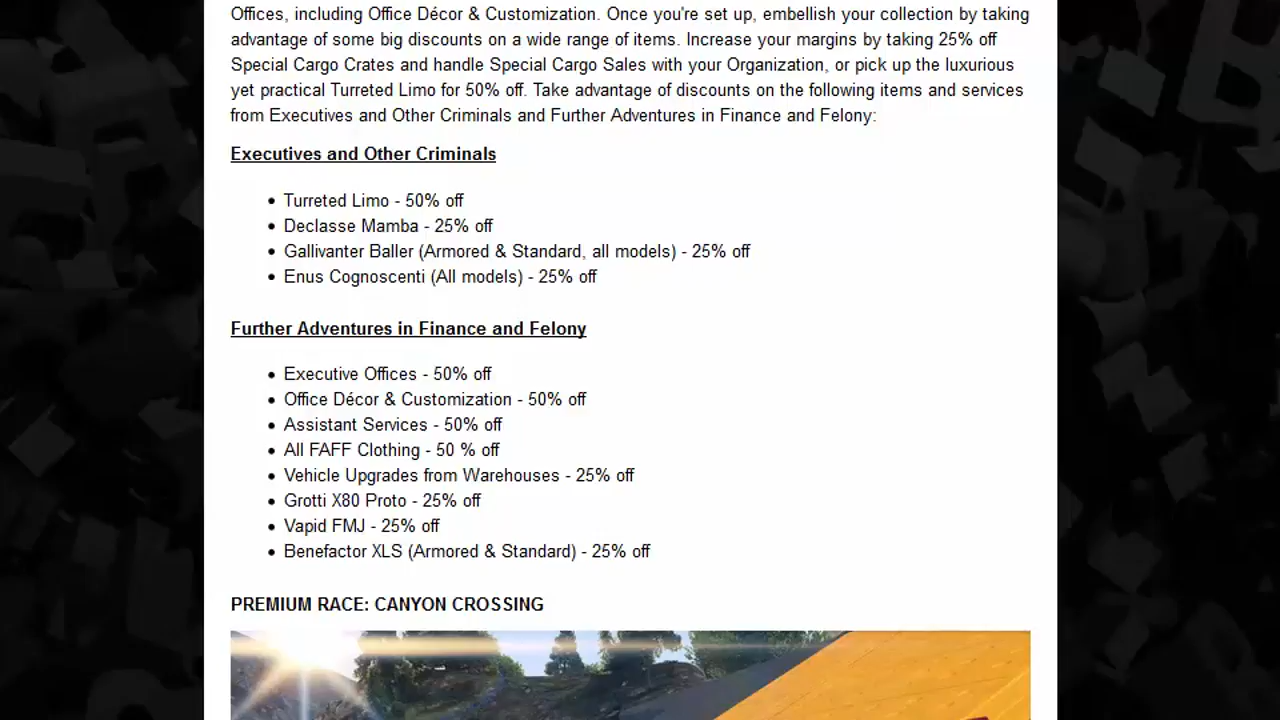 Offices, including Office Décor & Customization. Once you're set up, embellish your collection by taking
advantage of some big discounts on a wide range of items. Increase your margins by taking 25% off
Special Cargo Crates and handle Special Cargo Sales with your Organization, or pick up the luxurious
yet practical Turreted Limo for 50% off. Take advantage of discounts on the following items and services
from Executives and Other Criminals and Further Adventures in Finance and Felony:
Executives and Other Criminals
• Turreted Limo - 50% off
• Declasse Mamba - 25% off
• Gallivanter Baller (Armored & Standard, all models) - 25% off
• Enus Cognoscenti (All models) - 25% off
Further Adventures in Finance and Felony
• Executive Offices - 50% off
• Office Décor & Customization - 50% off
• Assistant Services - 50% off
• All FAFF Clothing - 50 % off
• Vehicle Upgrades from Warehouses - 25% off
• Grotti X80 Proto - 25% off
• Vapid FMJ - 25% off
• Benefactor XLS (Armored & Standard) - 25% off
PREMIUM RACE: CANYON CROSSING